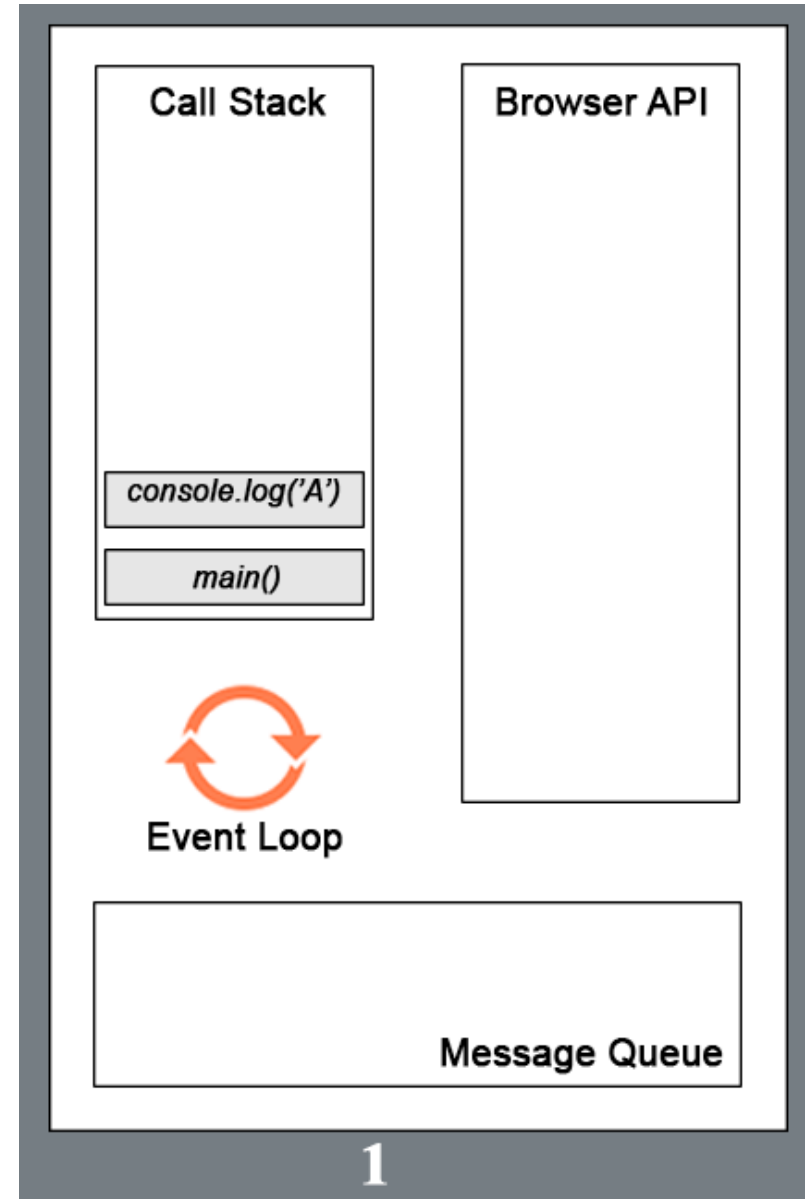 Call Stack
Browser API
console.log('A')
main()
Event Loop
Message Queue
1